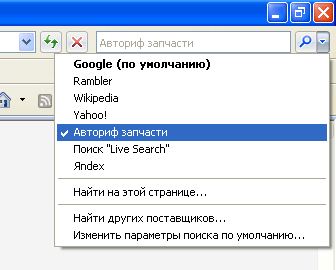 Авториф запчасти
Google (по умолчанию)
Rambler
Wikipedia
Yahoo!
Авториф запчасти
Поиск "Live Search"
Яndex
Найти на этой странице...
Найти других поставщиков...
Изменить параметры поиска по умолчанию...